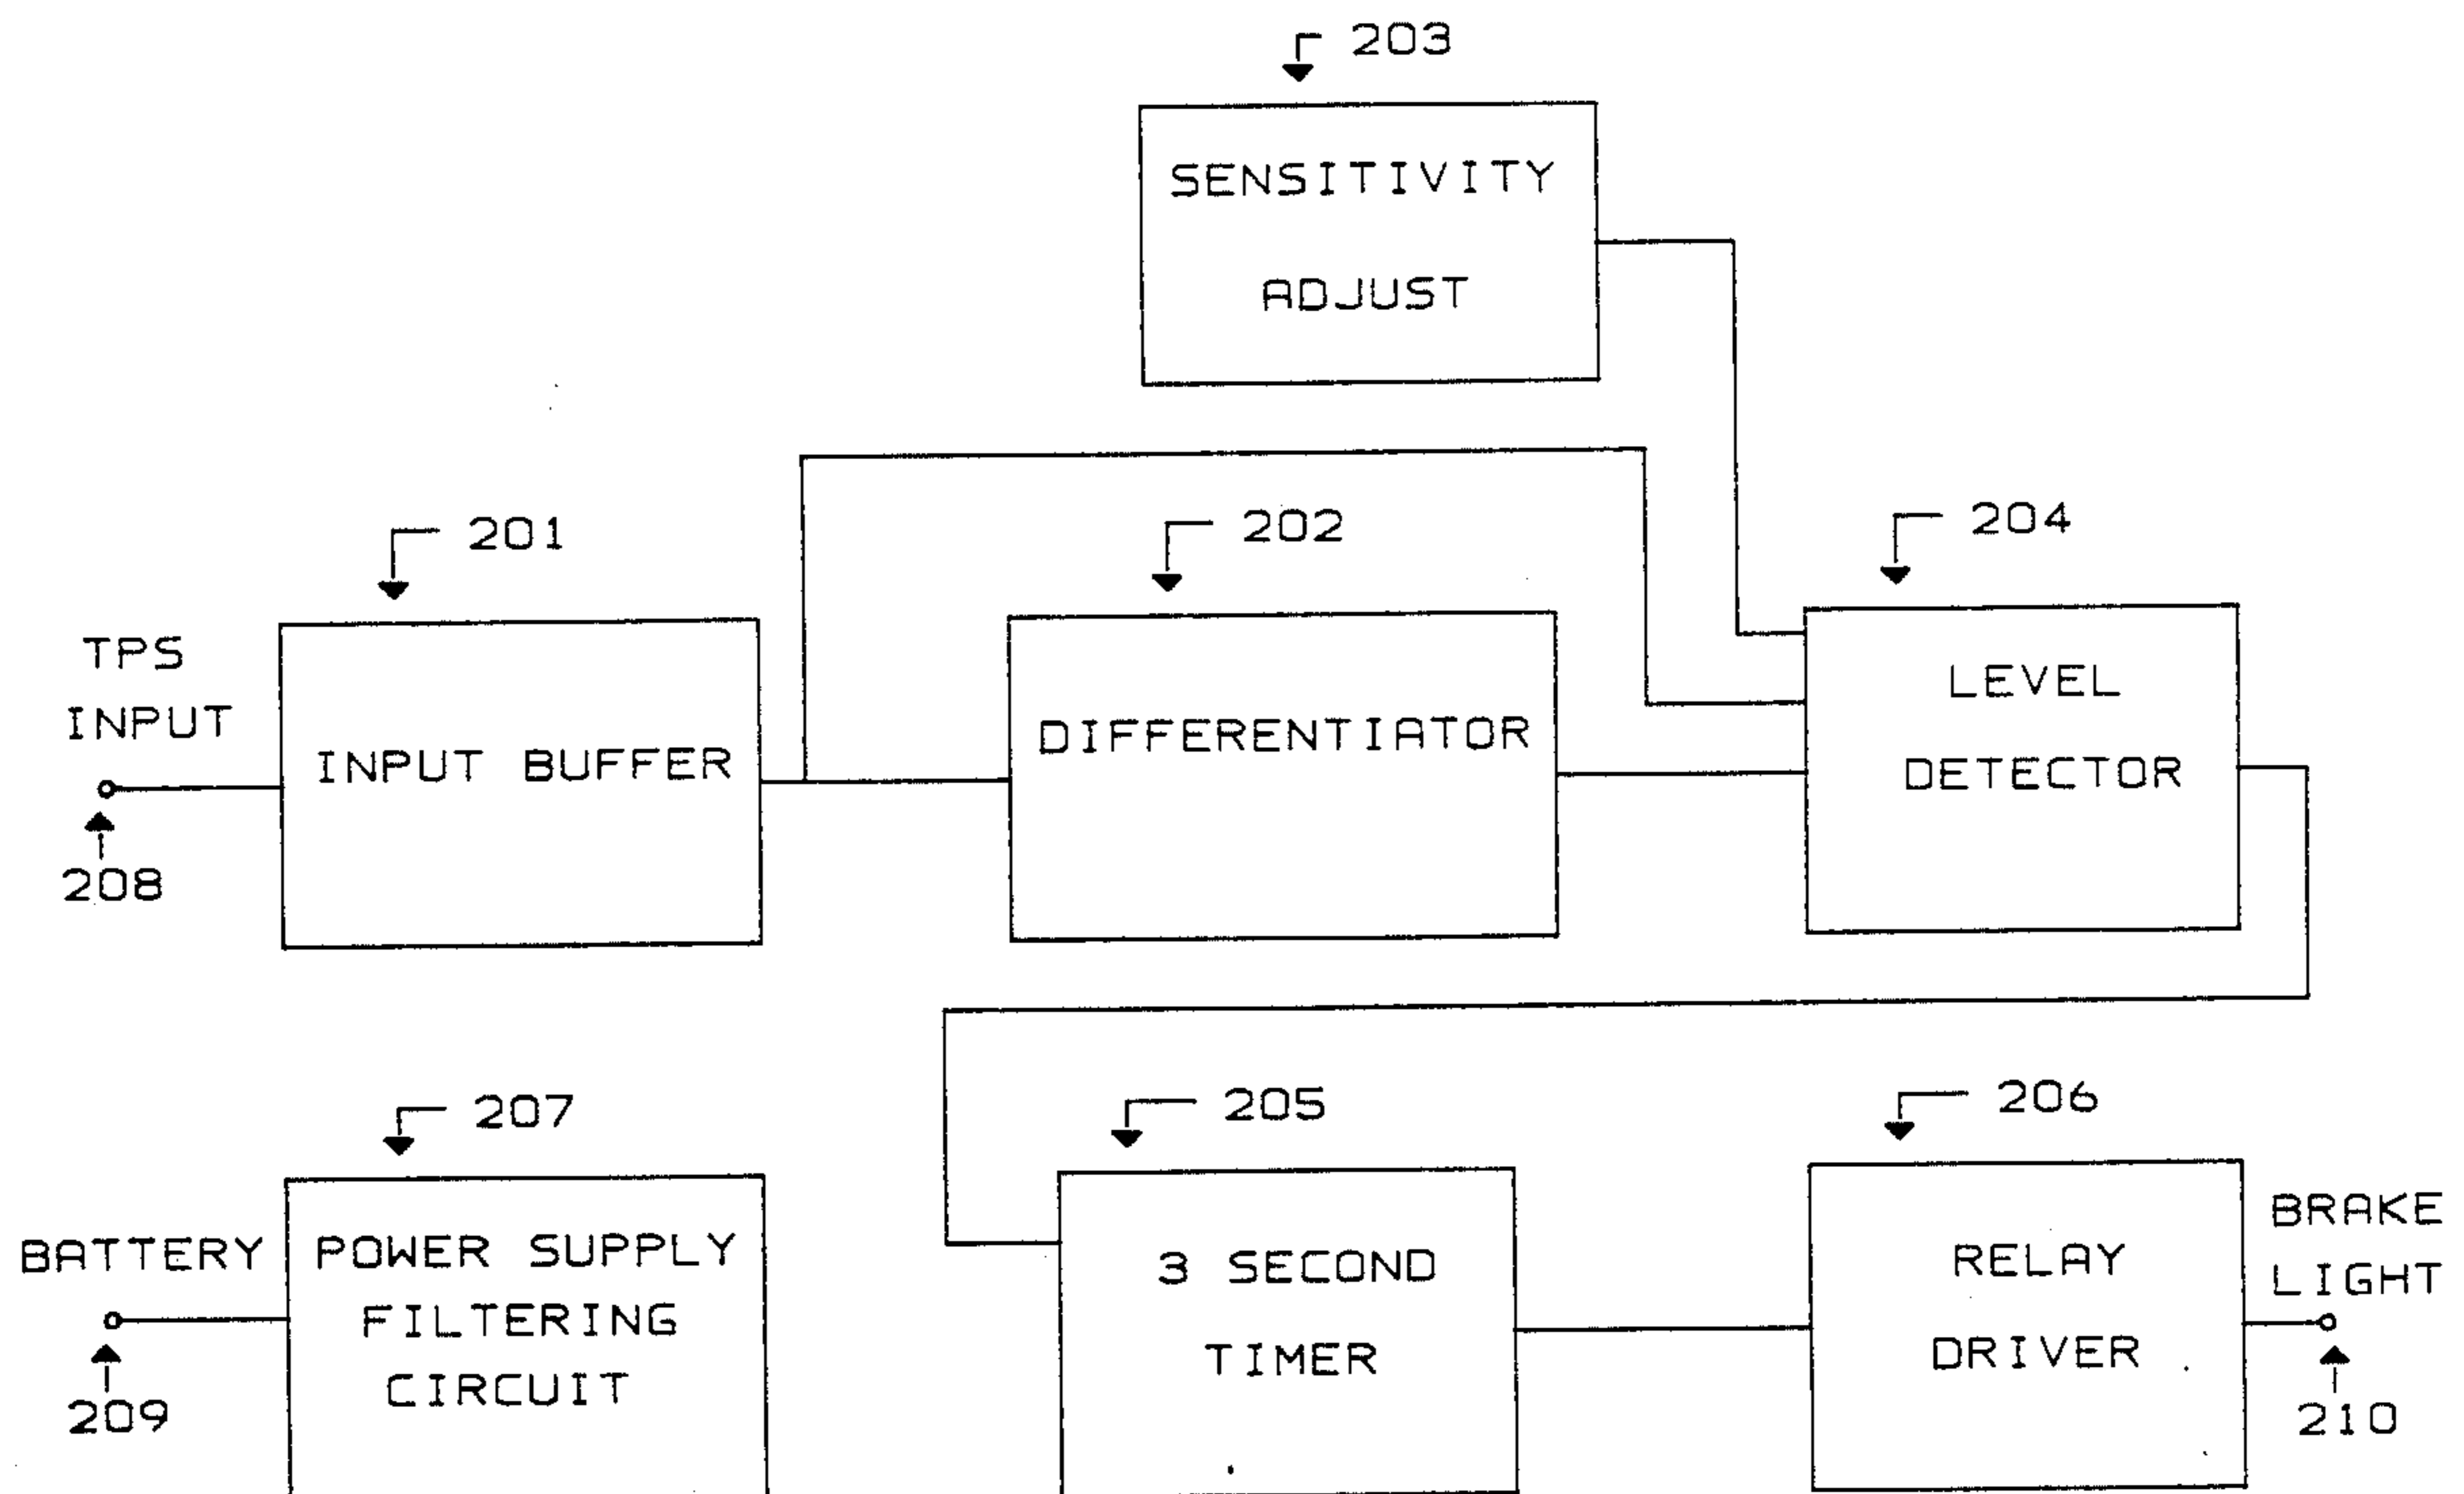 203
SENSITIVITY
ADJUST
201
202
204
TPS
INPUT
INPUT BUFFER
DIFFERENTIATOR
LEVEL
DETECTOR
208
207
205
206
BATTERY
POWER SUPPLY
FILTERING
CIRCUIT
3 SECOND
TIMER
RELAY
DRIVER
BRAKE
LIGHT
209
210